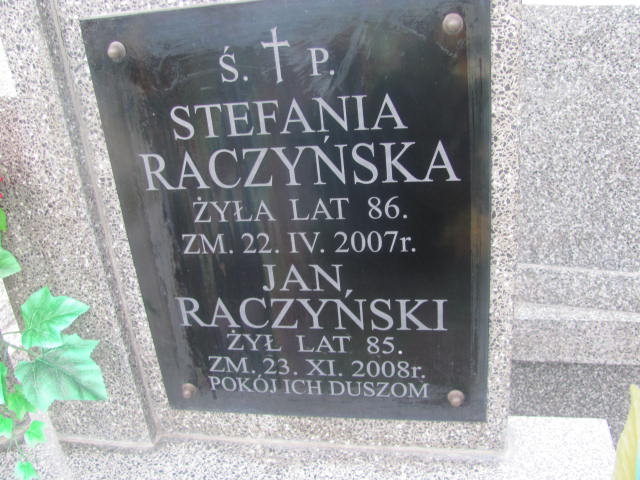 Ś. P.
STEFANIA
RACZYŃSKA
ŻYŁA LAT 86.
ZM. 22. IV. 2007r.
JAN
RACZYŃSKI
ŻYŁ LAT 85.
ZM. 23. XI. 2008r.
POKÓJ ICH DUSZOM